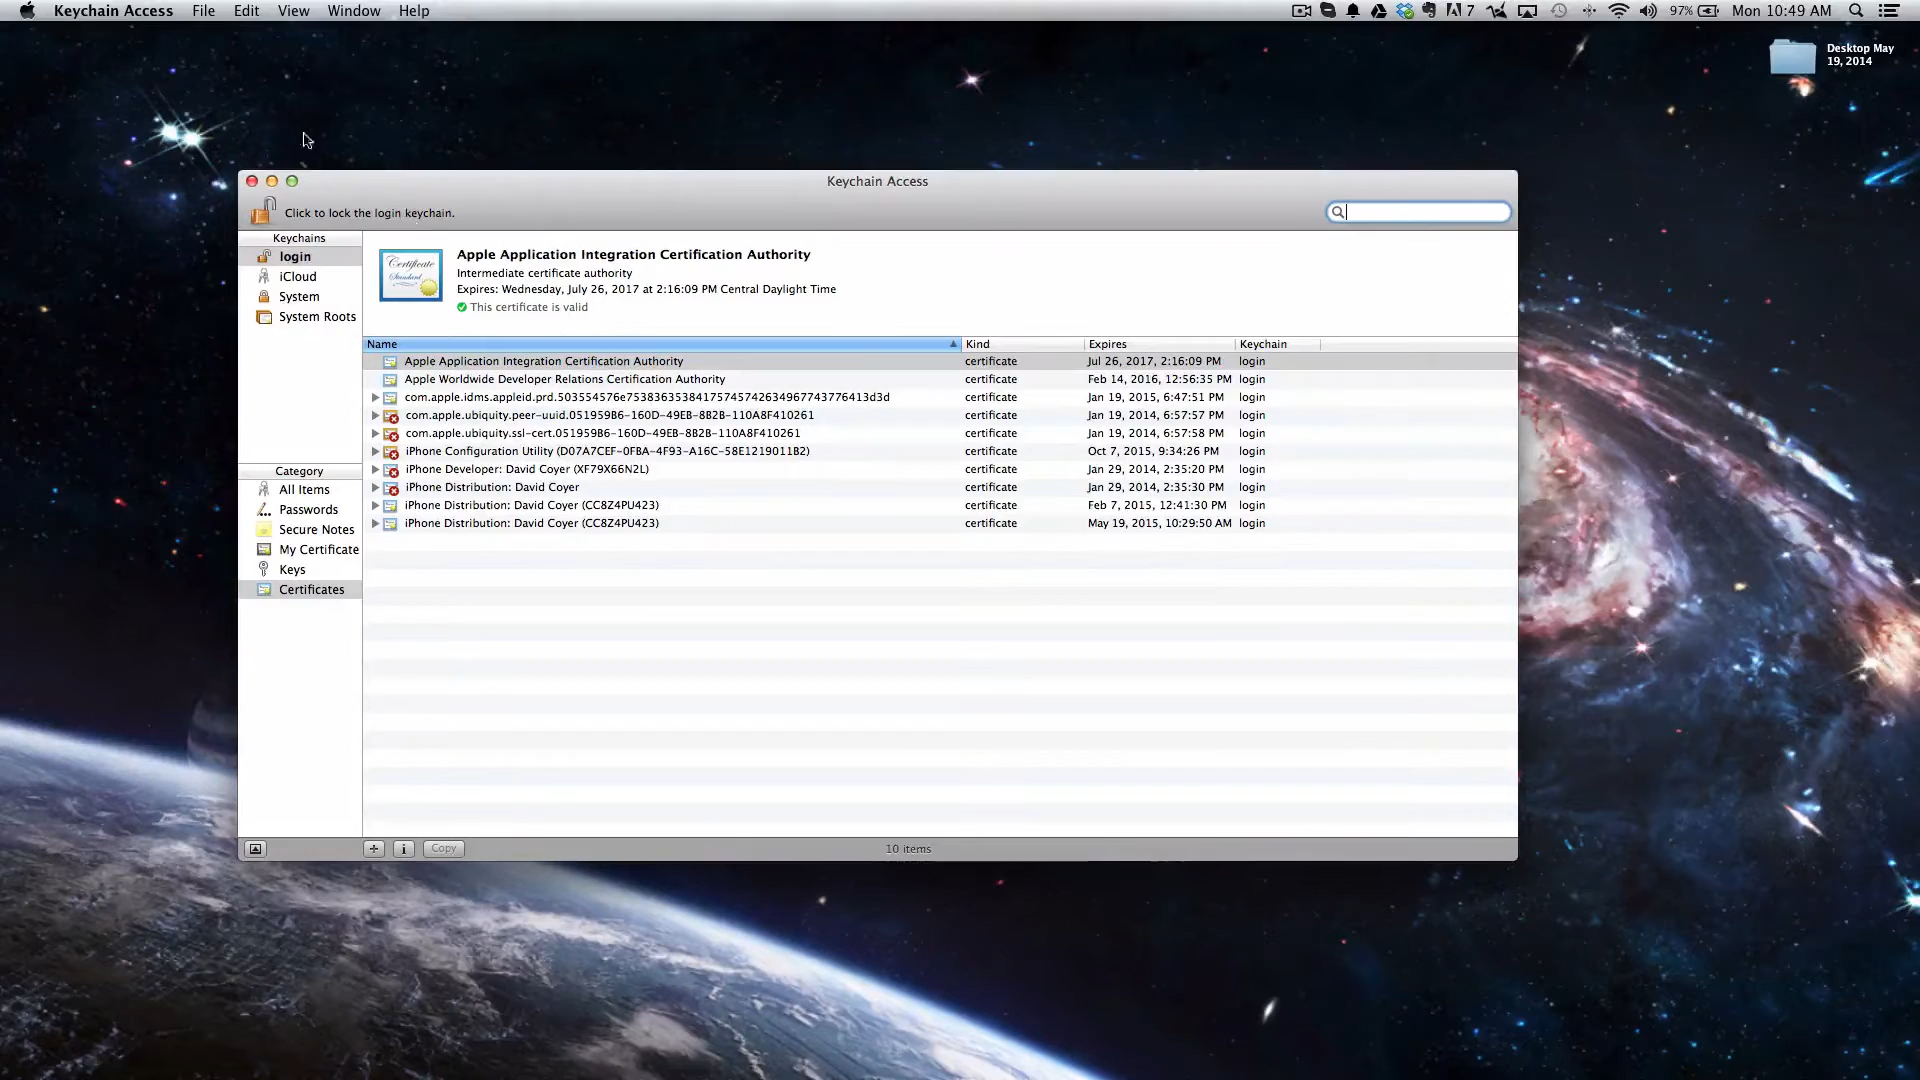 Keychain Access File Edit View Window Help 7 97% Mon 10:49 AM
Desktop May
19, 2014
Keychain Access
Click to lock the login keychain.
Keychains
login
iCloud
System
System Roots
Certificate
Standard
Apple Application Integration Certification Authority
Intermediate certificate authority
Expires: Wednesday, July 26, 2017 at 2:16:09 PM Central Daylight Time
This certificate is valid
Name Kind Expires Keychain
Apple Application Integration Certification Authority certificate Jul 26, 2017, 2:16:09 PM login
Apple Worldwide Developer Relations Certification Authority certificate Feb 14, 2016, 12:56:35 PM login
com.apple.idms.appleid.prd.503554576e7538363538417574574263496774377641​3d3d certificate Jan 19, 2015, 6:47:51 PM login
com.apple.ubiquity.peer-uuid.051959B6-160D-49EB-8B2B-110A8F410261 certificate Jan 19, 2014, 6:57:57 PM login
com.apple.ubiquity.ssl-cert.051959B6-160D-49EB-8B2B-110A8F410261 certificate Jan 19, 2014, 6:57:58 PM login
iPhone Configuration Utility (D07A7CEF-0FBA-4F93-A16C-58E1219011B2) certificate Oct 7, 2015, 9:34:26 PM login
iPhone Developer: David Coyer (XF79X66N2L) certificate Jan 29, 2014, 2:35:20 PM login
iPhone Distribution: David Coyer certificate Jan 29, 2014, 2:35:30 PM login
iPhone Distribution: David Coyer (CC8Z4PU423) certificate Feb 7, 2015, 12:41:30 PM login
iPhone Distribution: David Coyer (CC8Z4PU423) certificate May 19, 2015, 10:29:50 AM login
Category
All Items
Passwords
Secure Notes
My Certificate
Keys
Certificates
+ i Copy 10 items